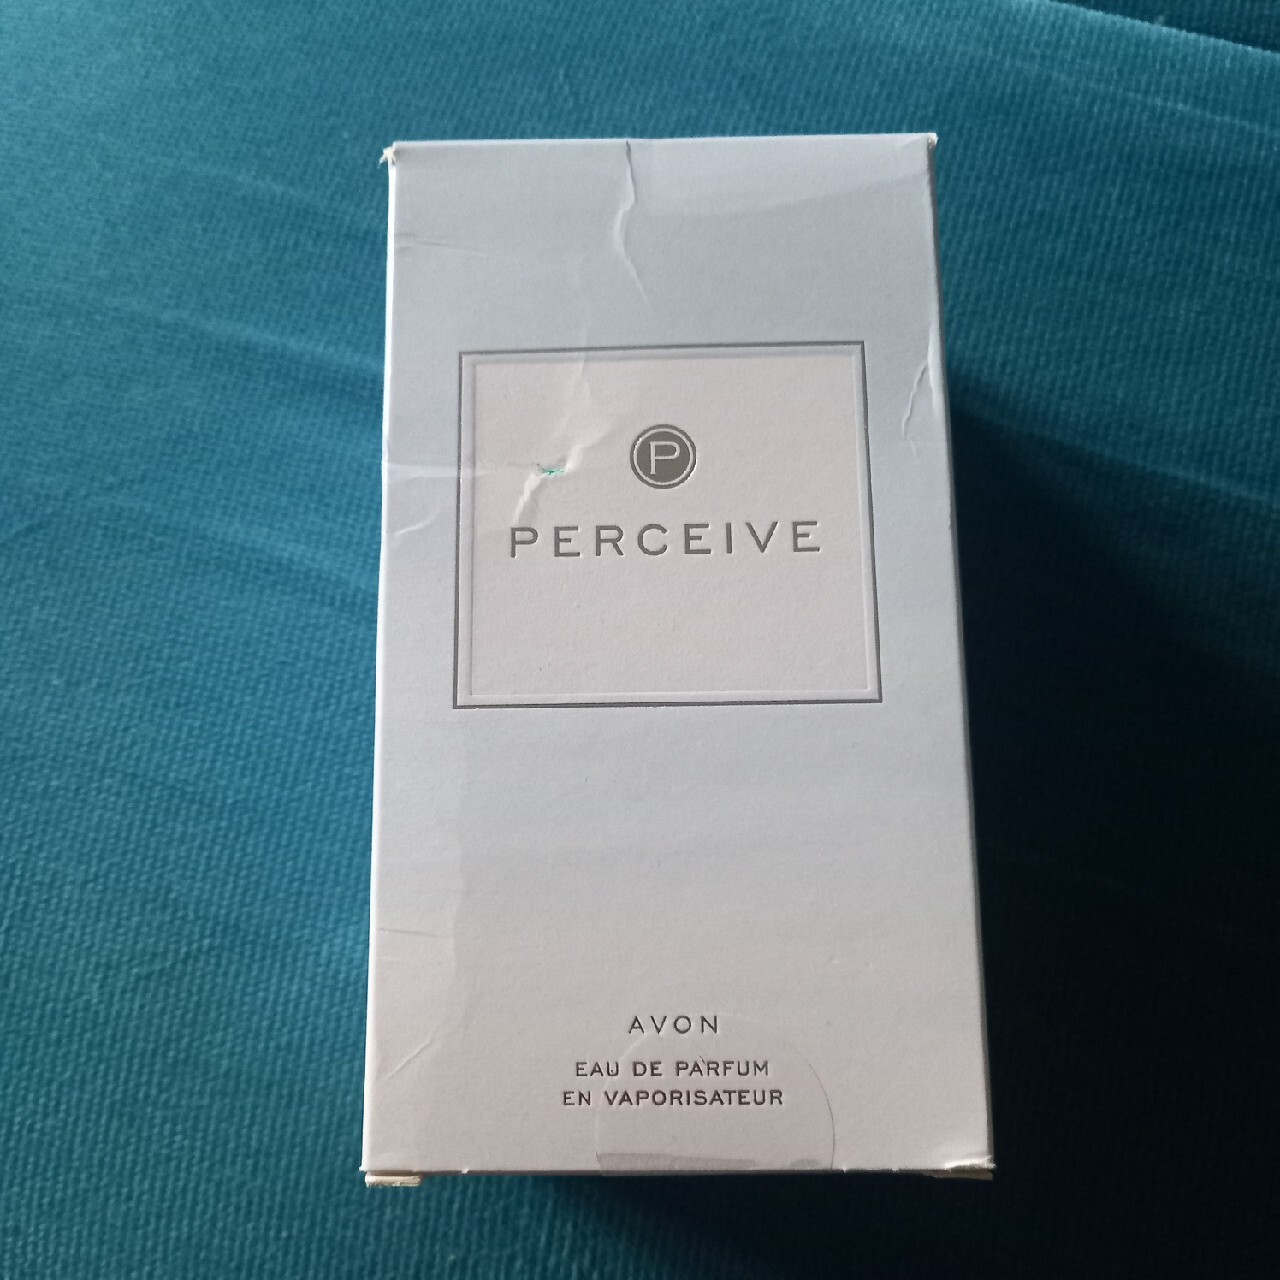 P
PERCEIVE
AVON
EAU DE PARFUM
EN VAPORISATEUR